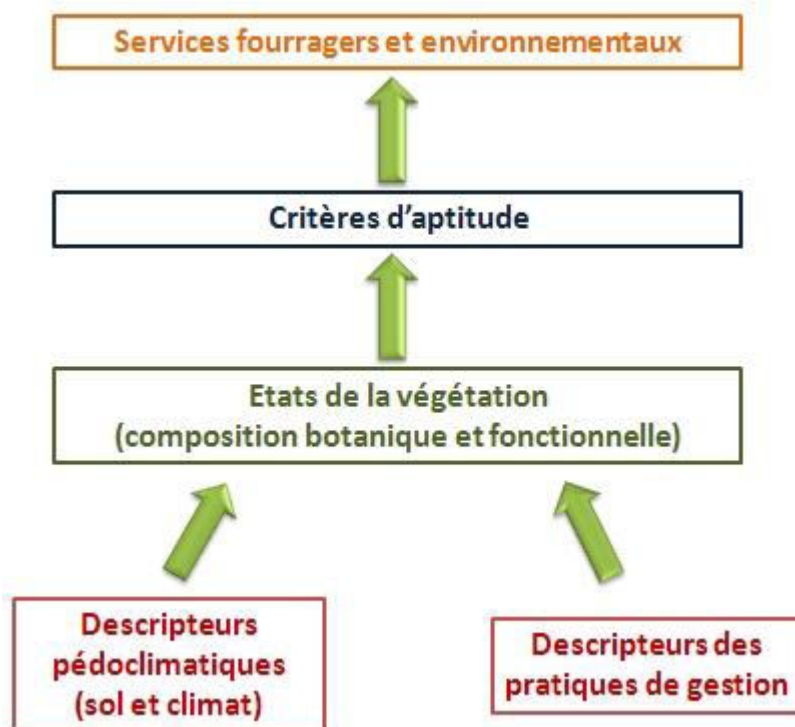 Services fourragers et environnementaux
Critères d'aptitude
Etats de la végétation
(composition botanique et fonctionnelle)
Descripteurs
pédoclimatiques
(sol et climat)
Descripteurs des
pratiques de gestion